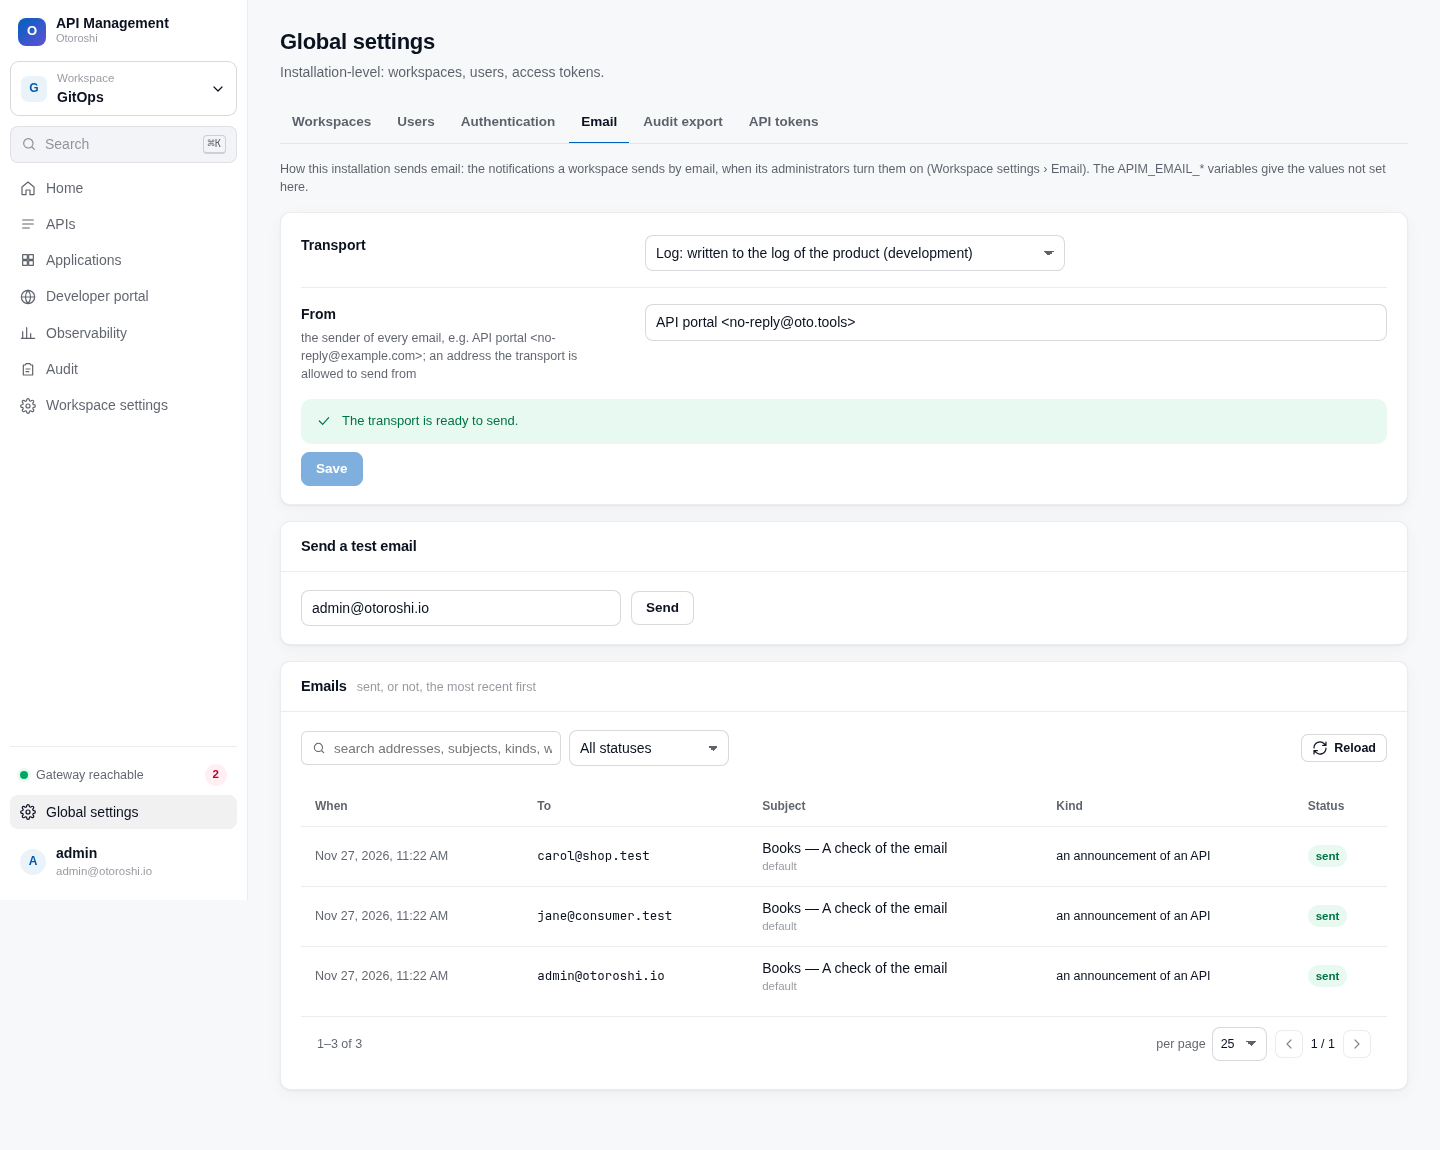 O
API Management
Otoroshi
G
Workspace
GitOps
Search
⌘K
Home
APIs
Applications
Developer portal
Observability
Audit
Workspace settings
Gateway reachable
2
Global settings
A
admin
admin@otoroshi.io
Global settings
Installation-level: workspaces, users, access tokens.
Workspaces Users Authentication Email Audit export API tokens
How this installation sends email: the notifications a workspace sends by email, when its administrators turn them on (Workspace settings › Email). The APIM_EMAIL_* variables give the values not set
here.
Transport
Log: written to the log of the product (development)
From
the sender of every email, e.g. API portal <no-
reply@example.com>; an address the transport is
allowed to send from
API portal <no-reply@oto.tools>
The transport is ready to send.
Save
Send a test email
admin@otoroshi.io
Send
Emails sent, or not, the most recent first
search addresses, subjects, kinds, w
All statuses
Reload
When To Subject Kind Status
Nov 27, 2026, 11:22 AM carol@shop.test Books — A check of the email an announcement of an API sent
default
Nov 27, 2026, 11:22 AM jane@consumer.test Books — A check of the email an announcement of an API sent
default
Nov 27, 2026, 11:22 AM admin@otoroshi.io Books — A check of the email an announcement of an API sent
default
1–3 of 3
per page 25 1 / 1